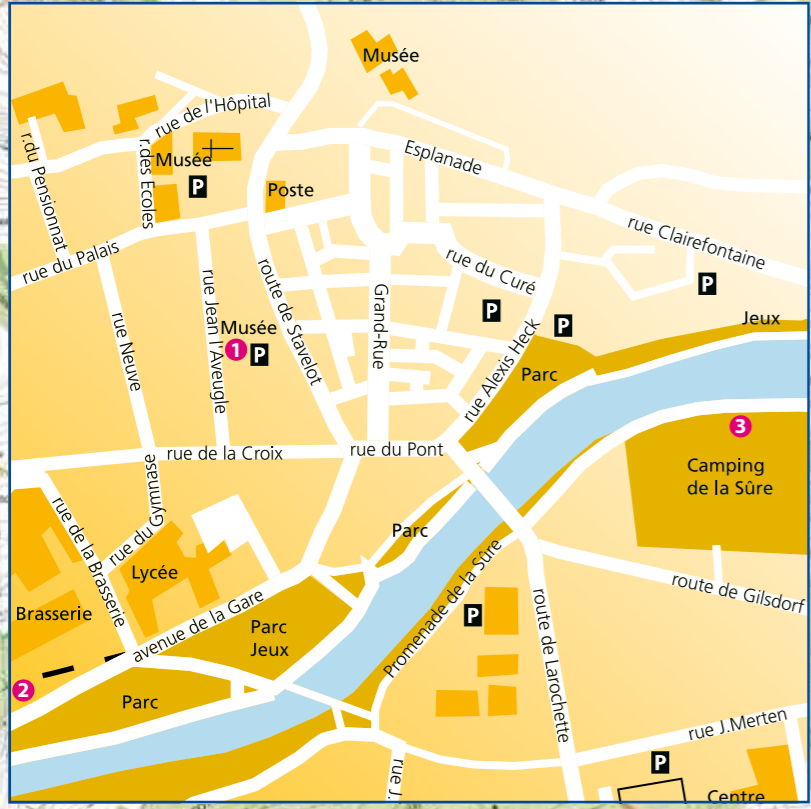 Musée
rue de l'Hôpital
r.du Pensionnat
r.des Ecoles
Musée
P
Esplanade
Poste
rue du Palais
rue Clairefontaine
rue du Curé
P
route de Stavelot
rue Jean l'Aveugle
Grand-Rue
rue Neuve
P
P
Jeux
Musée
1
P
rue Alexis Heck
Parc
3
rue de la Croix
rue du Pont
Camping
de la Sûre
rue du Gymnase
rue de la Brasserie
Parc
Lycée
Promenade de la Sûre
route de Gilsdorf
Brasserie
avenue de la Gare
P
Parc
Jeux
route de Larochette
2
Parc
rue J.Merten
P
rue J.
Centre